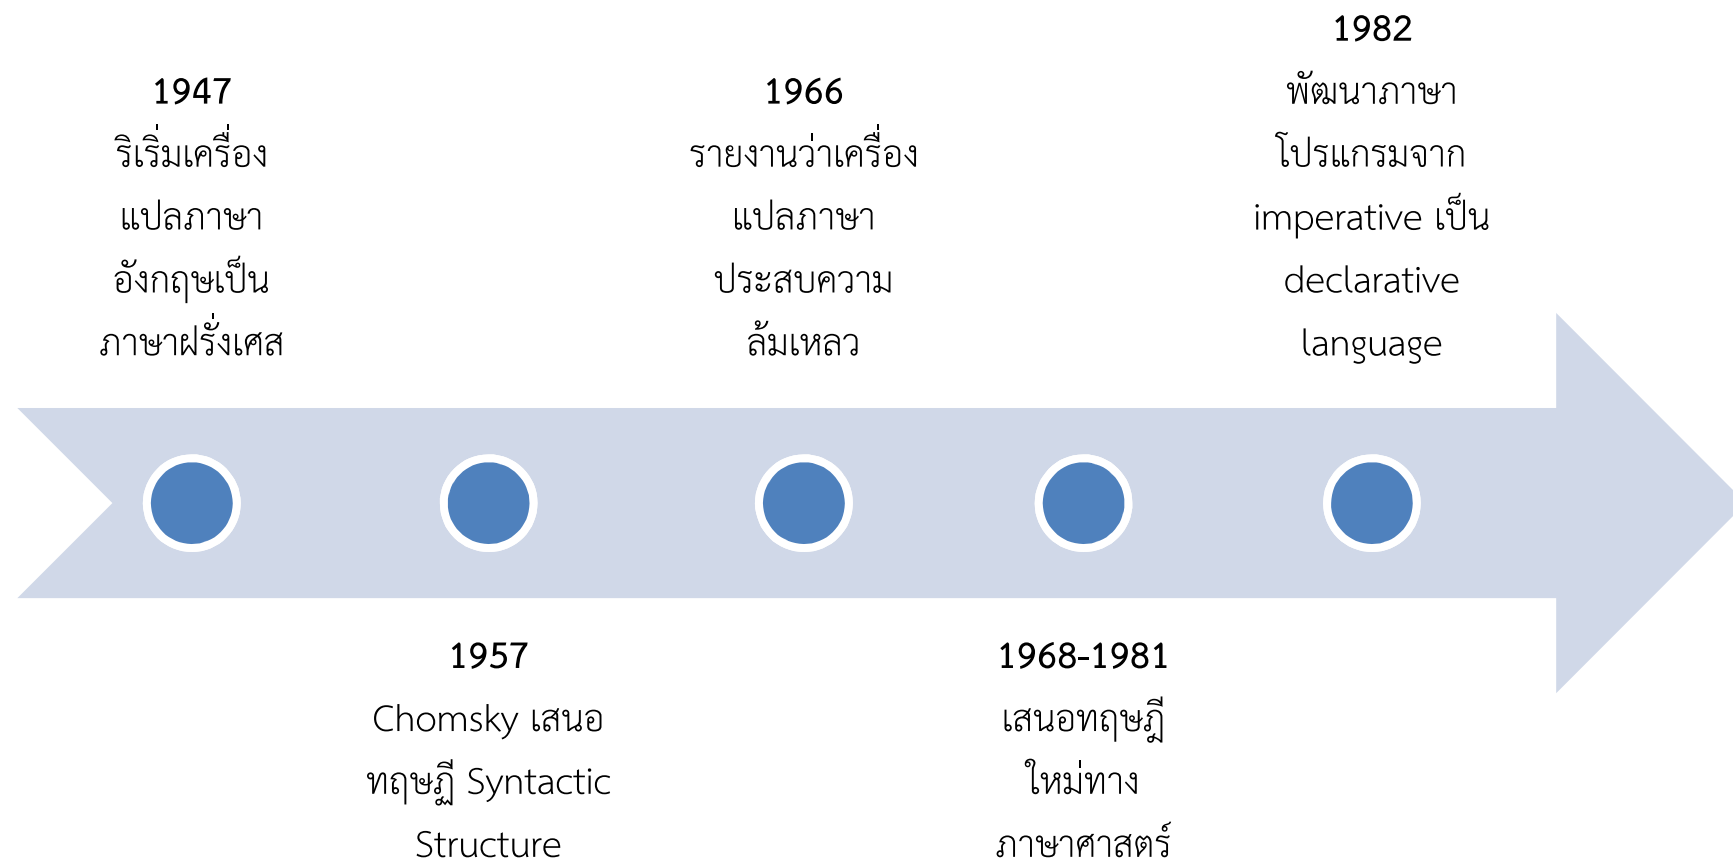 1947
ริเริ่มเครื่อง
แปลภาษา
อังกฤษเป็น
ภาษาฝรั่งเศส
1957
Chomsky เสนอ
ทฤษฏี Syntactic
Structure
1966
รายงานว่าเครื่อง
แปลภาษา
ประสบความ
ล้มเหลว
1968-1981
เสนอทฤษฎี
ใหม่ทาง
ภาษาศาสตร์
1982
พัฒนาภาษา
โปรแกรมจาก
imperative เป็น
declarative
language